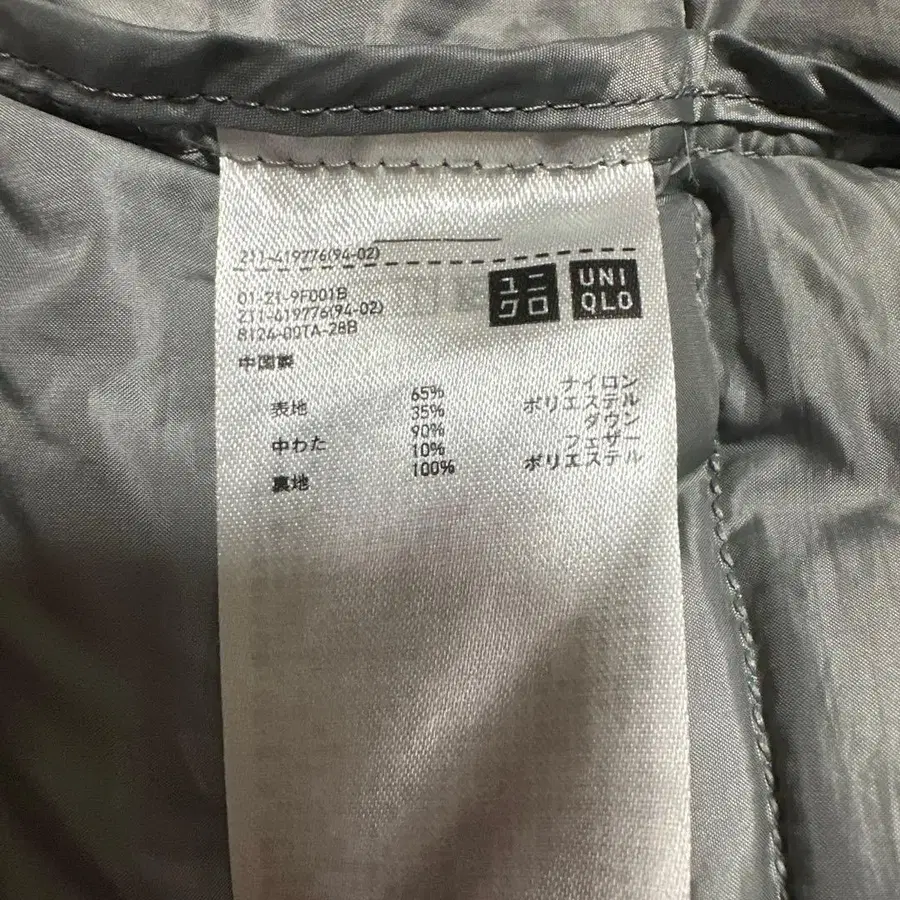 211-419776(94-02)
01-21-9F001B
211-419776(94-02)
8124-00TA-28B
ユニ
クロ
UNI
QLO
中国製
表地 65% ナイロン
35% ポリエステル
中わた 90% ダウン
10% フェザー
裏地 100% ポリエステル